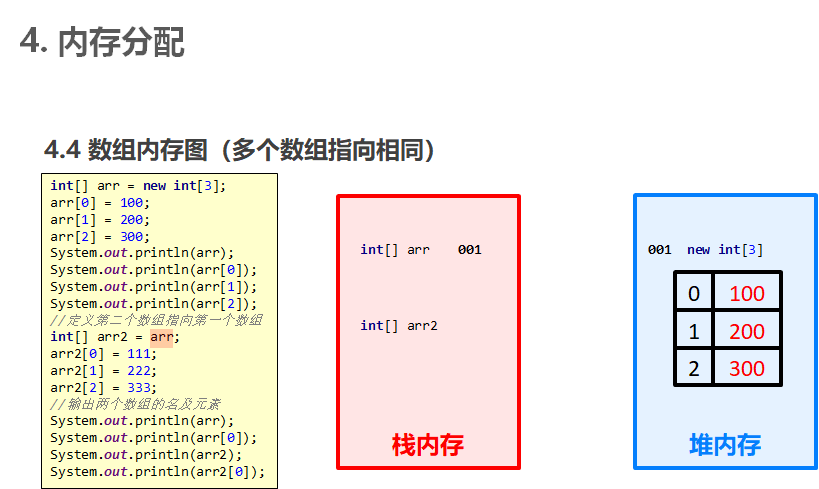 4. 内存分配
4.4 数组内存图（多个数组指向相同）
int[] arr = new int[3];
arr[0] = 100;
arr[1] = 200;
arr[2] = 300;
System.out.println(arr);
System.out.println(arr[0]);
System.out.println(arr[1]);
System.out.println(arr[2]);
//定义第二个数组指向第一个数组
int[] arr2 = arr;
arr2[0] = 111;
arr2[1] = 222;
arr2[2] = 333;
//输出两个数组的名及元素
System.out.println(arr);
System.out.println(arr[0]);
System.out.println(arr2);
System.out.println(arr2[0]);
int[] arr 001
int[] arr2
栈内存
001 new int[3]
0 100
1 200
2 300
堆内存